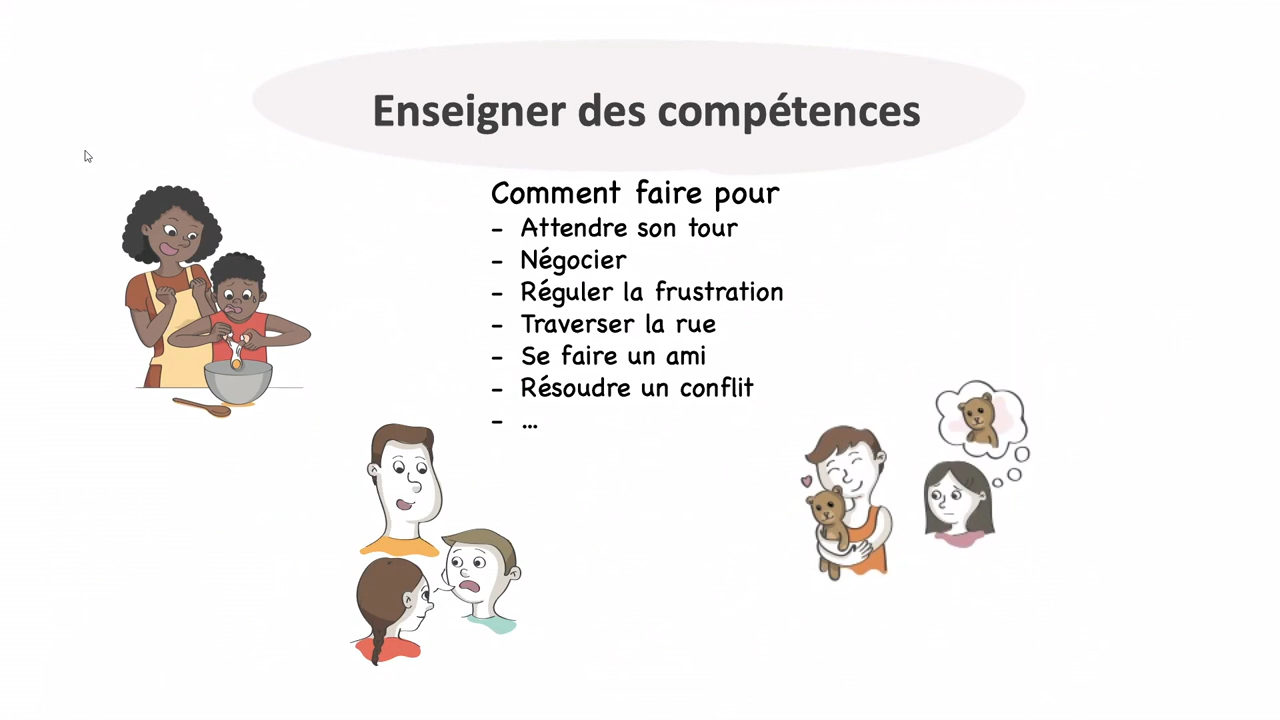 Enseigner des compétences
Comment faire pour
- Attendre son tour
- Négocier
- Réguler la frustration
- Traverser la rue
- Se faire un ami
- Résoudre un conflit
- ...